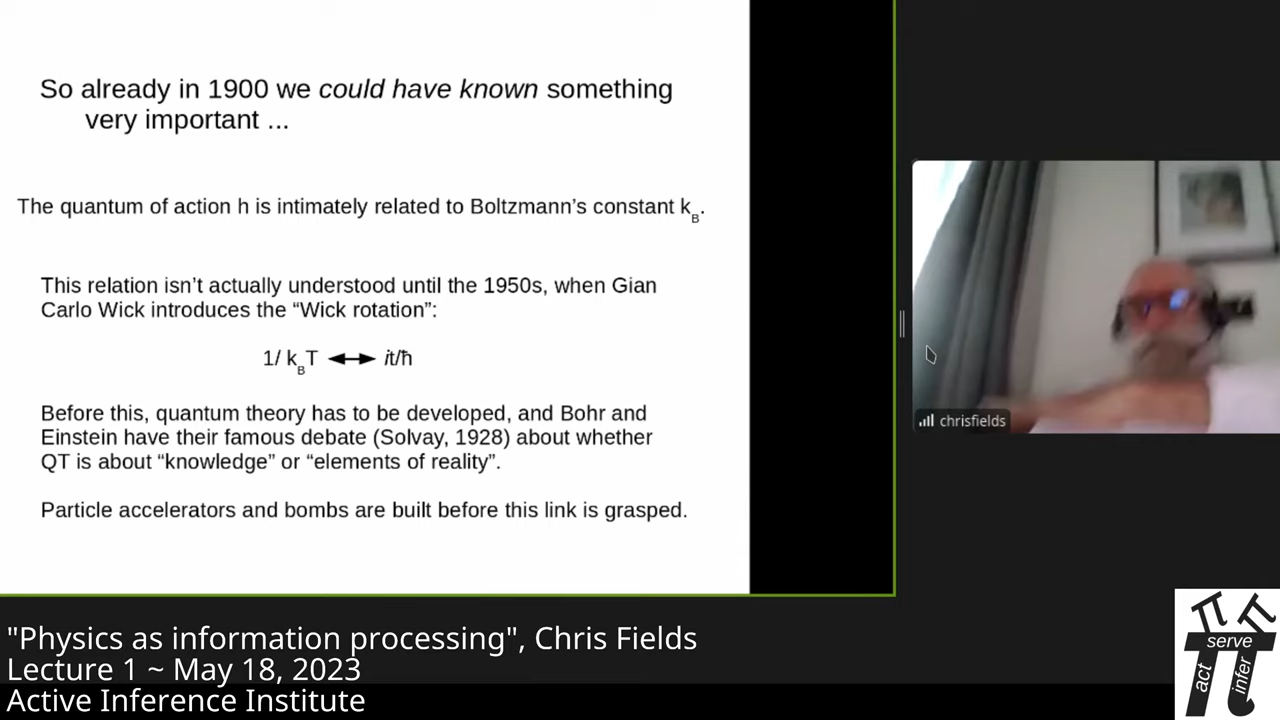 So already in 1900 we could have known something
very important ...
The quantum of action h is intimately related to Boltzmann’s constant kB.
This relation isn’t actually understood until the 1950s, when Gian
Carlo Wick introduces the “Wick rotation”:
1/ kBT ↔ it/ħ
Before this, quantum theory has to be developed, and Bohr and
Einstein have their famous debate (Solvay, 1928) about whether
QT is about “knowledge” or “elements of reality”.
Particle accelerators and bombs are built before this link is grasped.
chrisfields
"Physics as information processing", Chris Fields
Lecture 1 ~ May 18, 2023
Active Inference Institute
π π
serve
act
infer